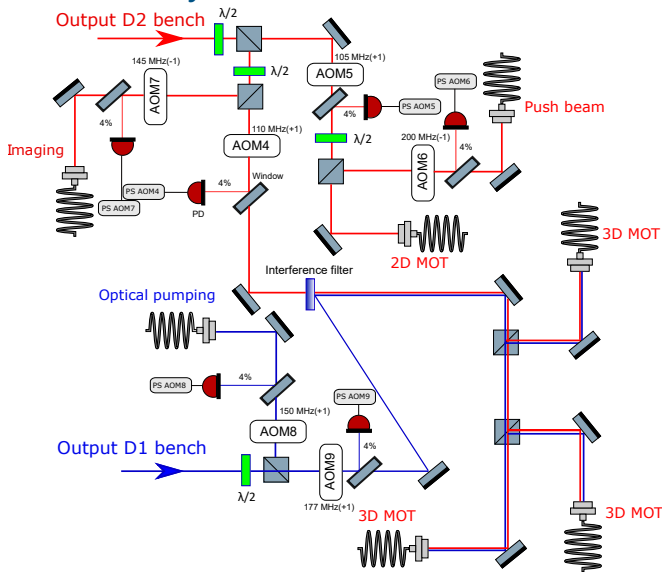 Output D2 bench
λ/2
λ/2
145 MHz(-1)
AOM7
105 MHz(+1)
AOM5
PS AOM6
PS AOM5
Push beam
4%
4%
λ/2
110 MHz(+1)
AOM4
200 MHz(-1)
AOM6
4%
Imaging
4%
Window
PS AOM4
PS AOM7
PD
2D MOT
3D MOT
Interference filter
Optical pumping
4%
PS AOM8
PS AOM9
150 MHz(+1)
AOM8
4%
Output D1 bench
AOM9
λ/2
177 MHz(+1)
3D MOT
3D MOT